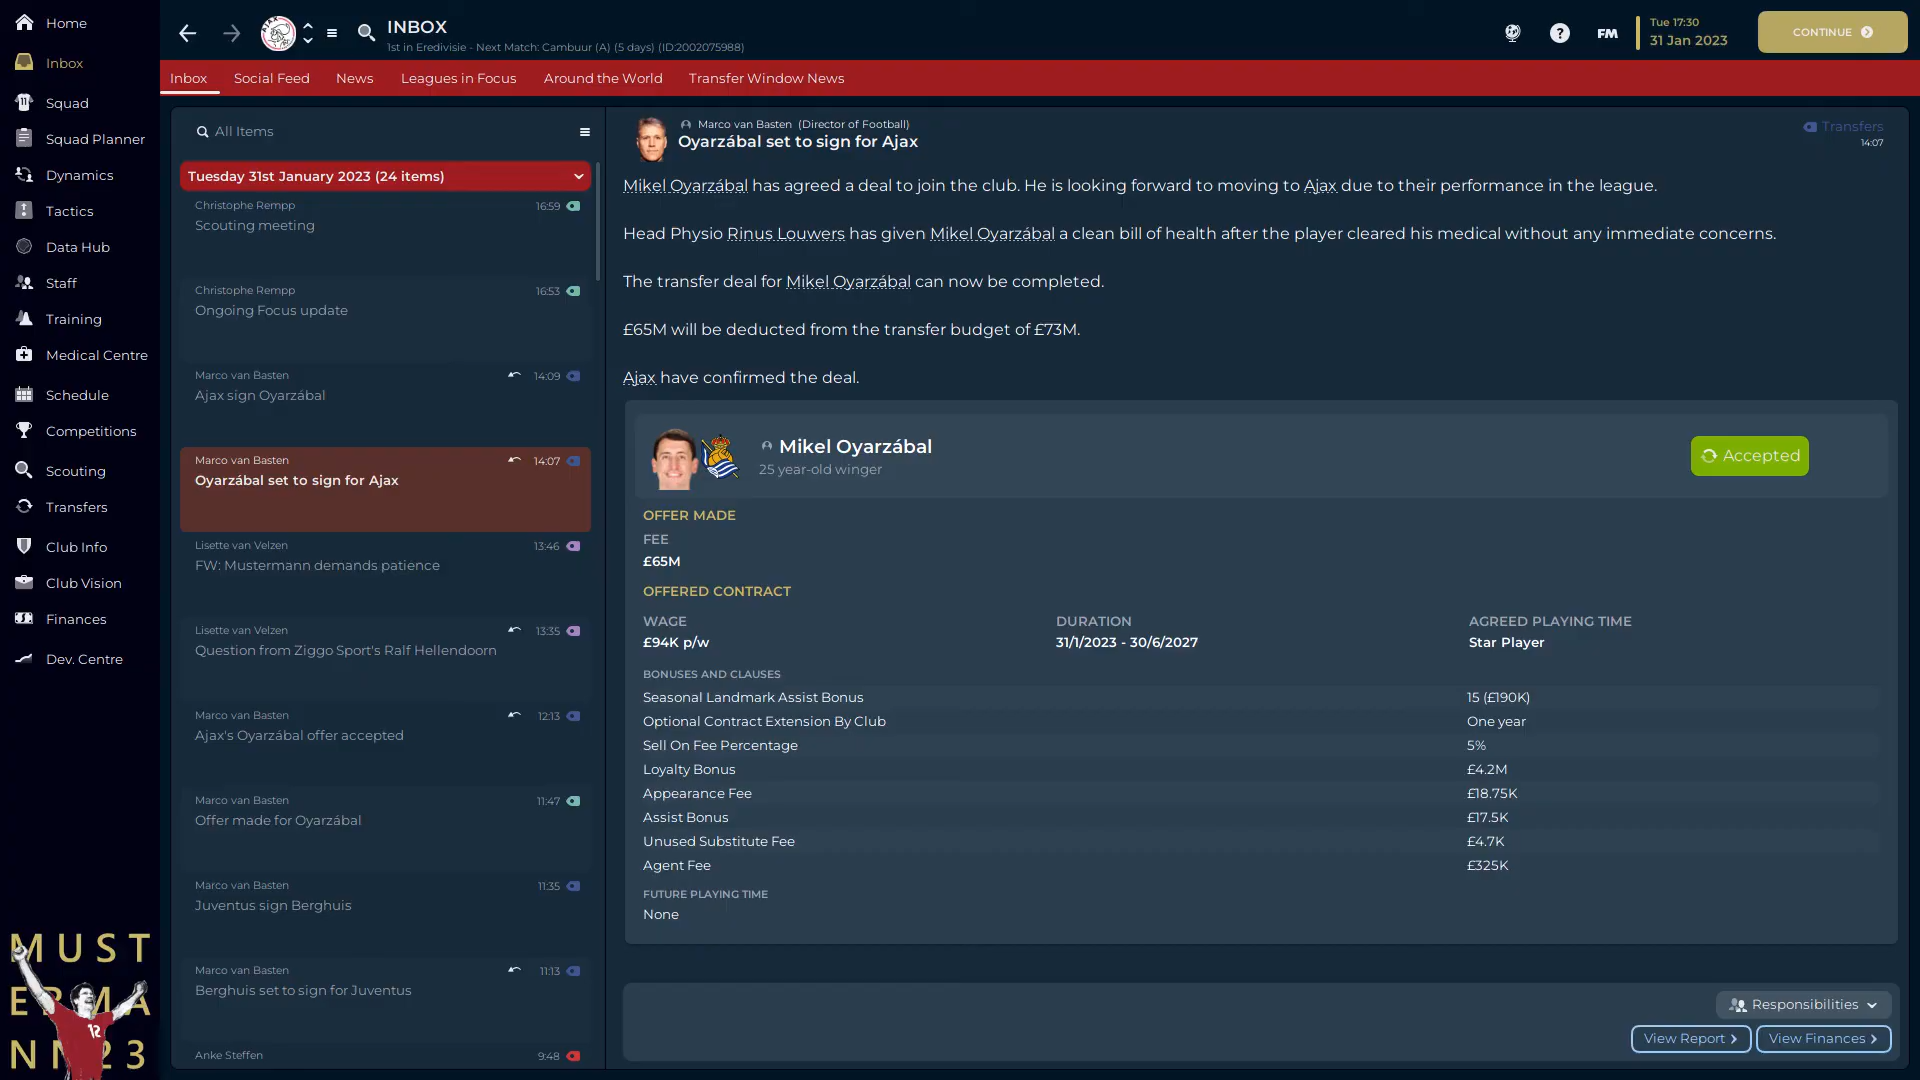 Home
Inbox
Squad
Squad Planner
Dynamics
Tactics
Data Hub
Staff
Training
Medical Centre
Schedule
Competitions
Scouting
Transfers
Club Info
Club Vision
Finances
Dev. Centre
MUST
ERMA
NN23
12
INBOX
1st in Eredivisie - Next Match: Cambuur (A) (5 days) (ID:2002075988)
FM
Tue 17:30
31 Jan 2023
CONTINUE
Inbox Social Feed News Leagues in Focus Around the World Transfer Window News
All Items
Tuesday 31st January 2023 (24 items)
Christophe Rempp 16:59
Scouting meeting
Christophe Rempp 16:53
Ongoing Focus update
Marco van Basten 14:09
Ajax sign Oyarzábal
Marco van Basten 14:07
Oyarzábal set to sign for Ajax
Lisette van Velzen 13:46
FW: Mustermann demands patience
Lisette van Velzen 13:35
Question from Ziggo Sport's Ralf Hellendoorn
Marco van Basten 12:13
Ajax's Oyarzábal offer accepted
Marco van Basten 11:47
Offer made for Oyarzábal
Marco van Basten 11:35
Juventus sign Berghuis
Marco van Basten 11:13
Berghuis set to sign for Juventus
Anke Steffen 9:48
Marco van Basten (Director of Football)
Oyarzábal set to sign for Ajax
Transfers
14:07
Mikel Oyarzábal has agreed a deal to join the club. He is looking forward to moving to Ajax due to their performance in the league.
Head Physio Rinus Louwers has given Mikel Oyarzábal a clean bill of health after the player cleared his medical without any immediate concerns.
The transfer deal for Mikel Oyarzábal can now be completed.
£65M will be deducted from the transfer budget of £73M.
Ajax have confirmed the deal.
Mikel Oyarzábal
25 year-old winger
Accepted
OFFER MADE
FEE
£65M
OFFERED CONTRACT
WAGE DURATION AGREED PLAYING TIME
£94K p/w 31/1/2023 - 30/6/2027 Star Player
BONUSES AND CLAUSES
Seasonal Landmark Assist Bonus 15 (£190K)
Optional Contract Extension By Club One year
Sell On Fee Percentage 5%
Loyalty Bonus £4.2M
Appearance Fee £18.75K
Assist Bonus £17.5K
Unused Substitute Fee £4.7K
Agent Fee £325K
FUTURE PLAYING TIME
None
Responsibilities
View Report View Finances